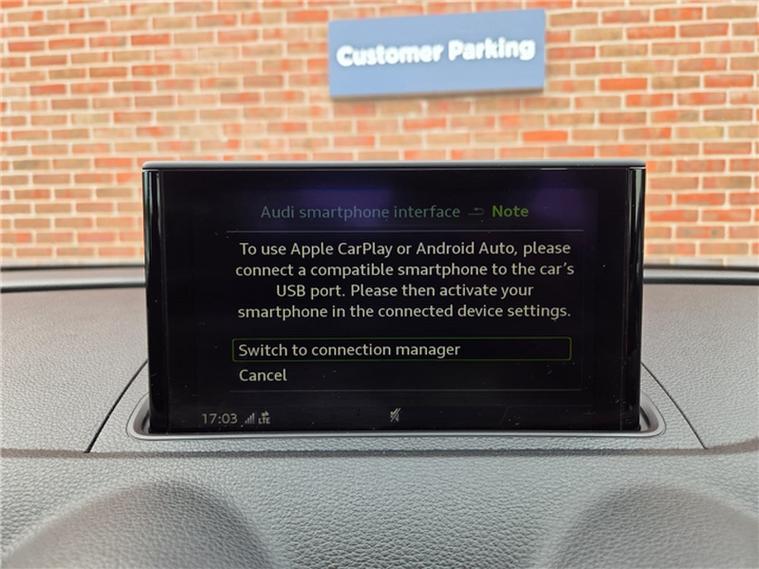 Customer Parking
Audi smartphone interface Note
To use Apple CarPlay or Android Auto, please
connect a compatible smartphone to the car's
USB port. Please then activate your
smartphone in the connected device settings.
Switch to connection manager
Cancel
17:03 LTE